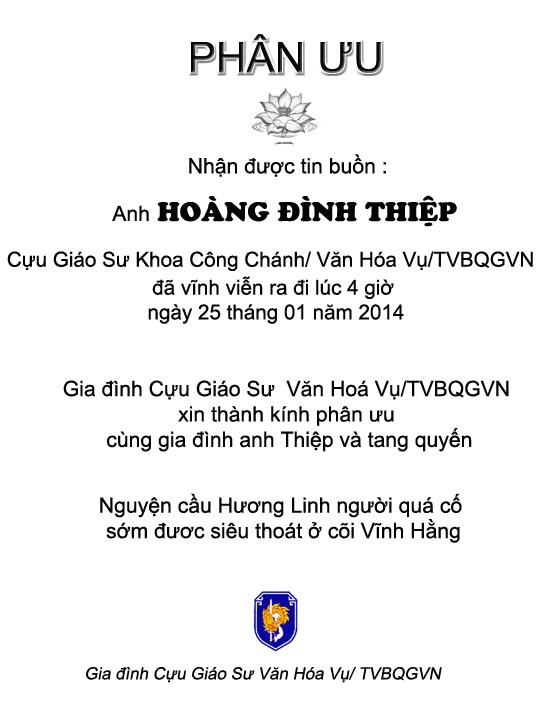 PHÂN ƯU
Nhận được tin buồn :
Anh HOÀNG ĐÌNH THIỆP
Cựu Giáo Sư Khoa Công Chánh/ Văn Hóa Vụ/TVBQGVN
đã vĩnh viễn ra đi lúc 4 giờ
ngày 25 tháng 01 năm 2014
Gia đình Cựu Giáo Sư Văn Hoá Vụ/TVBQGVN
xin thành kính phân ưu
cùng gia đình anh Thiệp và tang quyến
Nguyện cầu Hương Linh người quá cố
sớm đươc siêu thoát ở cõi Vĩnh Hằng
Gia đình Cựu Giáo Sư Văn Hóa Vụ/ TVBQGVN